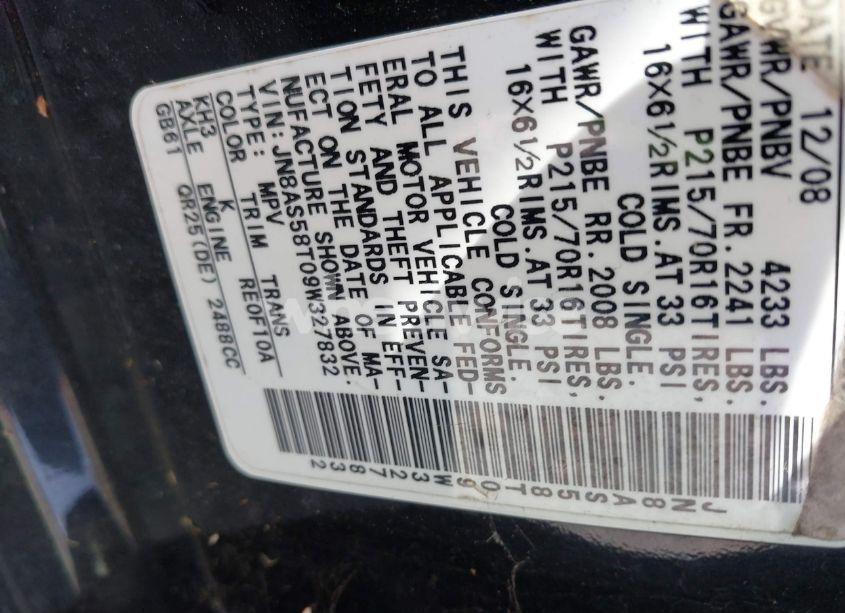 DATE 12/08
GVWR/PNBV 4233 LBS.
GAWR/PNBE FR. 2241 LBS.
WITH P215/70R16TIRES,
16X6½RIMS.AT 33 PSI
COLD SINGLE.
GAWR/PNBE RR. 2008 LBS.
WITH P215/70R16TIRES,
16X6½RIMS.AT 33 PSI
COLD SINGLE.
THIS VEHICLE CONFORMS
TO ALL APPLICABLE FED-
ERAL MOTOR VEHICLE SA-
FETY AND THEFT PREVEN-
TION STANDARDS IN EFF-
ECT ON THE DATE OF MA-
NUFACTURE SHOWN ABOVE.
VIN: JN8AS58T09W327832
TYPE: MPV
COLOR TRIM TRANS
KH3 K RE0F10A
AXLE ENGINE
GB61 QR25(DE) 2488CC
JN8AS58T09W327832